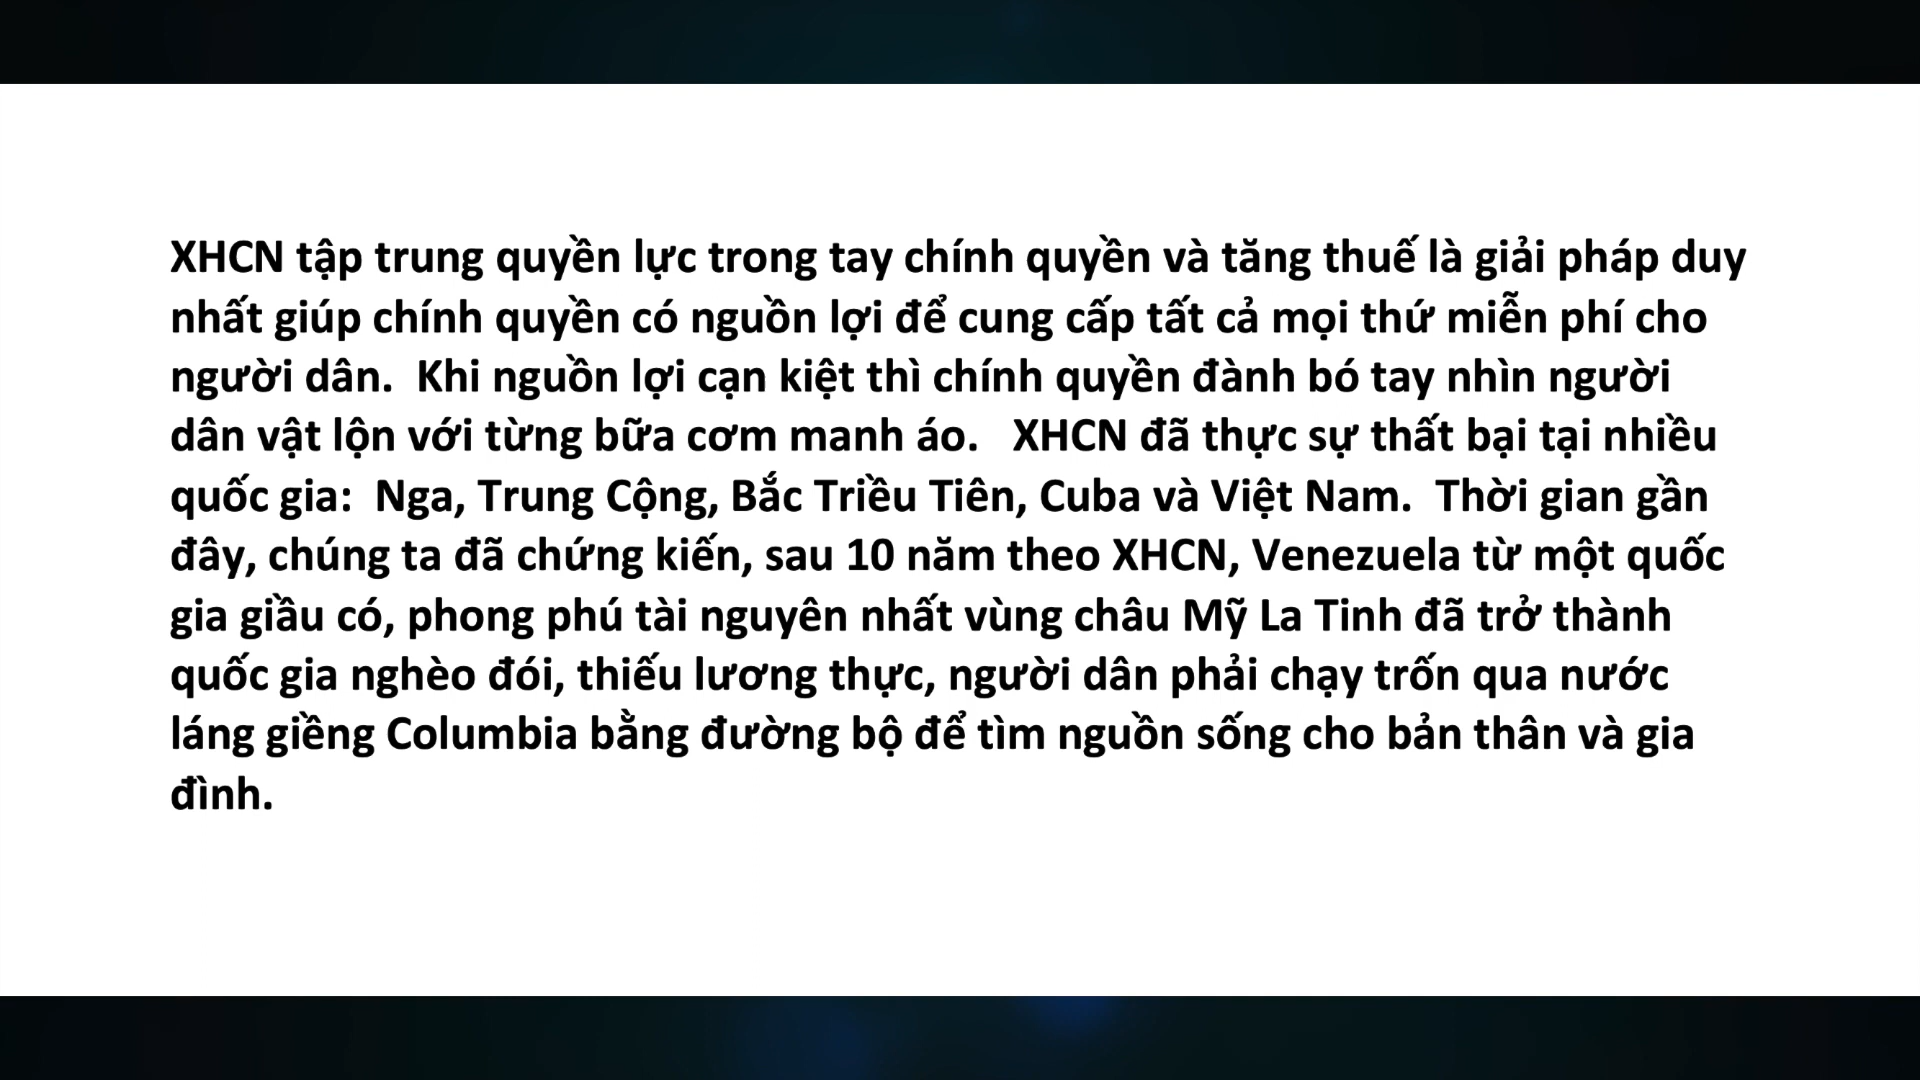 XHCN tập trung quyền lực trong tay chính quyền và tăng thuế là giải pháp duy
nhất giúp chính quyền có nguồn lợi để cung cấp tất cả mọi thứ miễn phí cho
người dân.  Khi nguồn lợi cạn kiệt thì chính quyền đành bó tay nhìn người
dân vật lộn với từng bữa cơm manh áo.   XHCN đã thực sự thất bại tại nhiều
quốc gia:  Nga, Trung Cộng, Bắc Triều Tiên, Cuba và Việt Nam.  Thời gian gần
đây, chúng ta đã chứng kiến, sau 10 năm theo XHCN, Venezuela từ một quốc
gia giầu có, phong phú tài nguyên nhất vùng châu Mỹ La Tinh đã trở thành
quốc gia nghèo đói, thiếu lương thực, người dân phải chạy trốn qua nước
láng giềng Columbia bằng đường bộ để tìm nguồn sống cho bản thân và gia
đình.